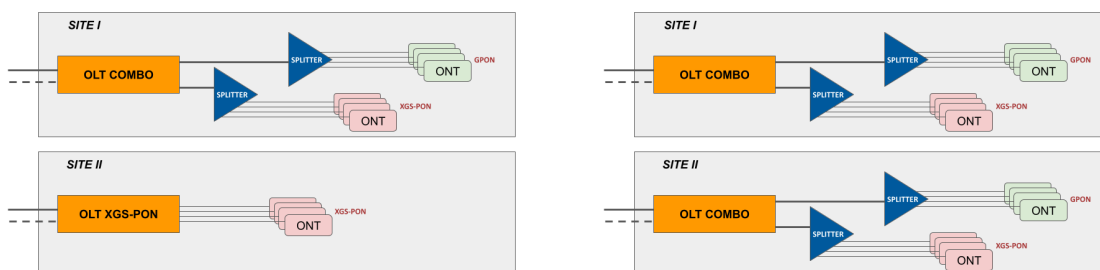 SITE I
OLT COMBO
SPLITTER
GPON
ONT
SPLITTER
XGS-PON
ONT
SITE II
OLT XGS-PON
XGS-PON
ONT
SITE I
OLT COMBO
SPLITTER
GPON
ONT
SPLITTER
XGS-PON
ONT
SITE II
OLT COMBO
SPLITTER
GPON
ONT
SPLITTER
XGS-PON
ONT